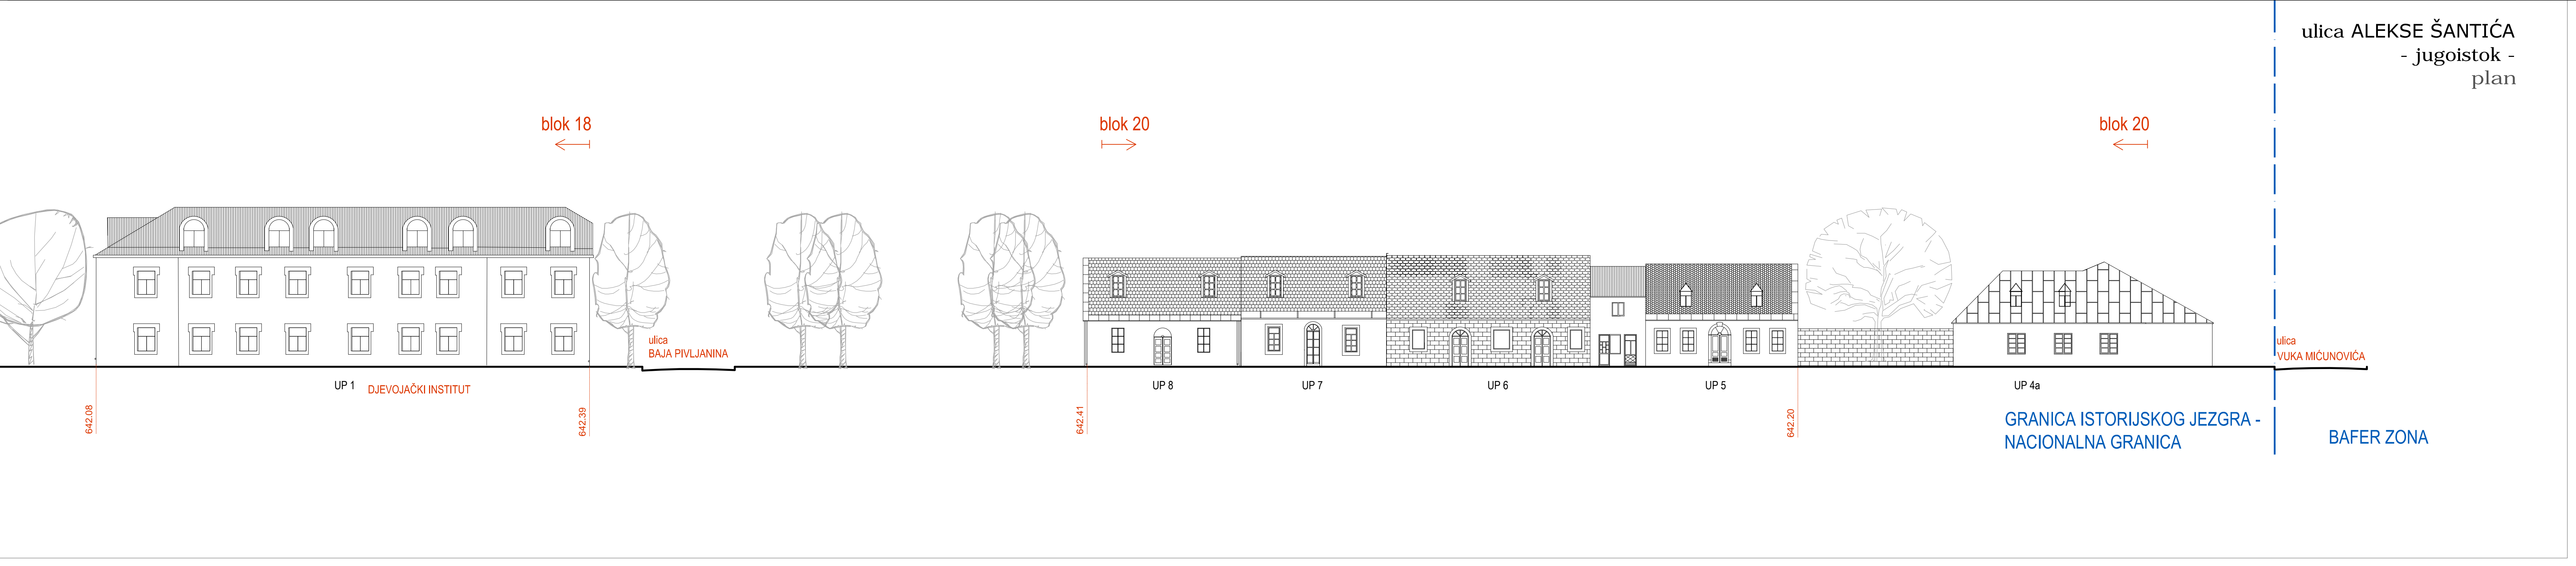 ulica ALEKSE ŠANTIĆA
- jugoistok -
plan
blok 18
blok 20
blok 20
ulica
BAJA PIVLJANINA
ulica
VUKA MIĆUNOVIĆA
UP 1
DJEVOJAČKI INSTITUT
UP 8
UP 7
UP 6
UP 5
UP 4a
642.08
642.39
642.41
642.20
GRANICA ISTORIJSKOG JEZGRA -
NACIONALNA GRANICA
BAFER ZONA